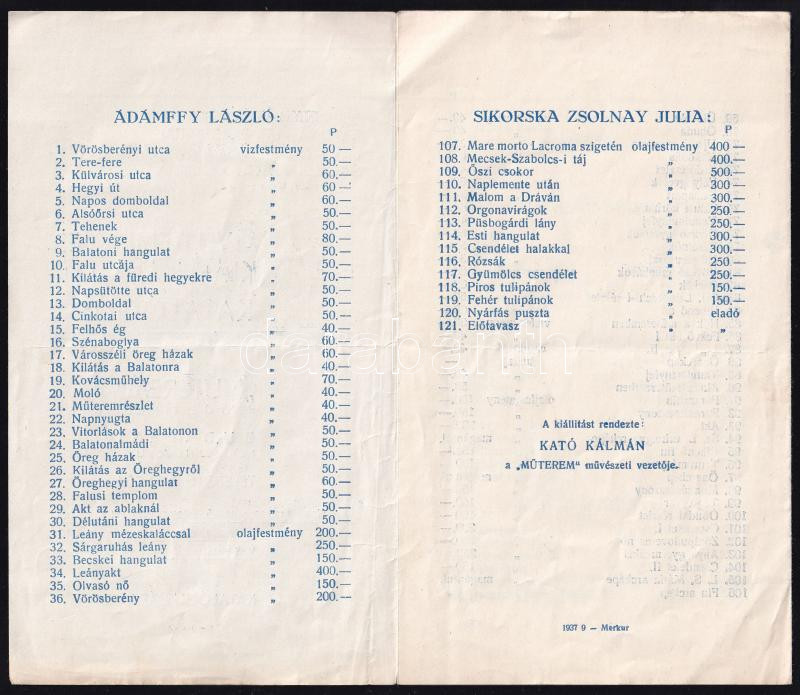 ÁDÁMFFY LÁSZLÓ:
P
1. Vörösberényi utca vizfestmény 50 —
2. Tere-fere „ 50.—
3. Külvárosi utca „ 60.—
4. Hegyi út „ 60.—
5. Napos domboldal „ 60.—
6. Alsóőrsi utca „ 50.—
7. Tehenek „ 50.—
8. Falu vége „ 80.—
9. Balatoni hangulat „ 50.—
10. Falu utcája „ 50.—
11. Kilátás a füredi hegyekre „ 70.—
12. Napsütötte utca „ 50.—
13. Domboldal „ 50.—
14. Cinkotai utca „ 50.—
15. Felhős ég „ 40.—
16. Szénaboglya „ 60.—
17. Városszéli öreg házak „ 60.—
18. Kilátás a Balatonra „ 40.—
19. Kovácsműhely „ 40.—
20. Moló „ 40.—
21. Műteremrészlet „ 40.—
22. Napnyugta „ 40.—
23. Vitorlások a Balatonon „ 50.—
24. Balatonalmádi „ 50.—
25. Öreg házak „ 50.—
26. Kilátás az Öreghegyről „ 50.—
27. Öreghegyi hangulat „ 60.—
28. Falusi templom „ 50.—
29. Akt az ablaknál „ 50.—
30. Délutáni hangulat „ 50.—
31. Leány mézeskaláccsal olajfestmény 200.—
32. Sárgaruhás leány „ 250.—
33. Becskei hangulat „ 150.—
34. Leányakt „ 400.—
35. Olvasó nő „ 150.—
36. Vörösberény „ 200.—
SIKORSKA ZSOLNAY JULIA:
P
107. Mare morto Lacroma szigetén olajfestmény 400 —
108. Mecsek-Szabolcs-i táj „ 400.—
109. Őszi csokor „ 500.—
110. Naplemente után „ 300 —
111. Malom a Dráván „ 300.—
112. Orgonavirágok „ 250.—
113. Püsbogárdi lány „ 250.—
114. Esti hangulat „ 300.—
115 Csendélet halakkal „ 300.—
116. Rózsák „ 250 —
117. Gyümölcs csendélet „ 250.—
118. Piros tulipánok „ 150.—
119. Fehér tulipánok „ 150.—
120. Nyárfás puszta „ eladó
121. Előtavasz „ „
A kiállitást rendezte:
KATÓ KÁLMÁN
a „MŰTEREM" művészeti vezetője.
1937 9 — Merkur
darabanth